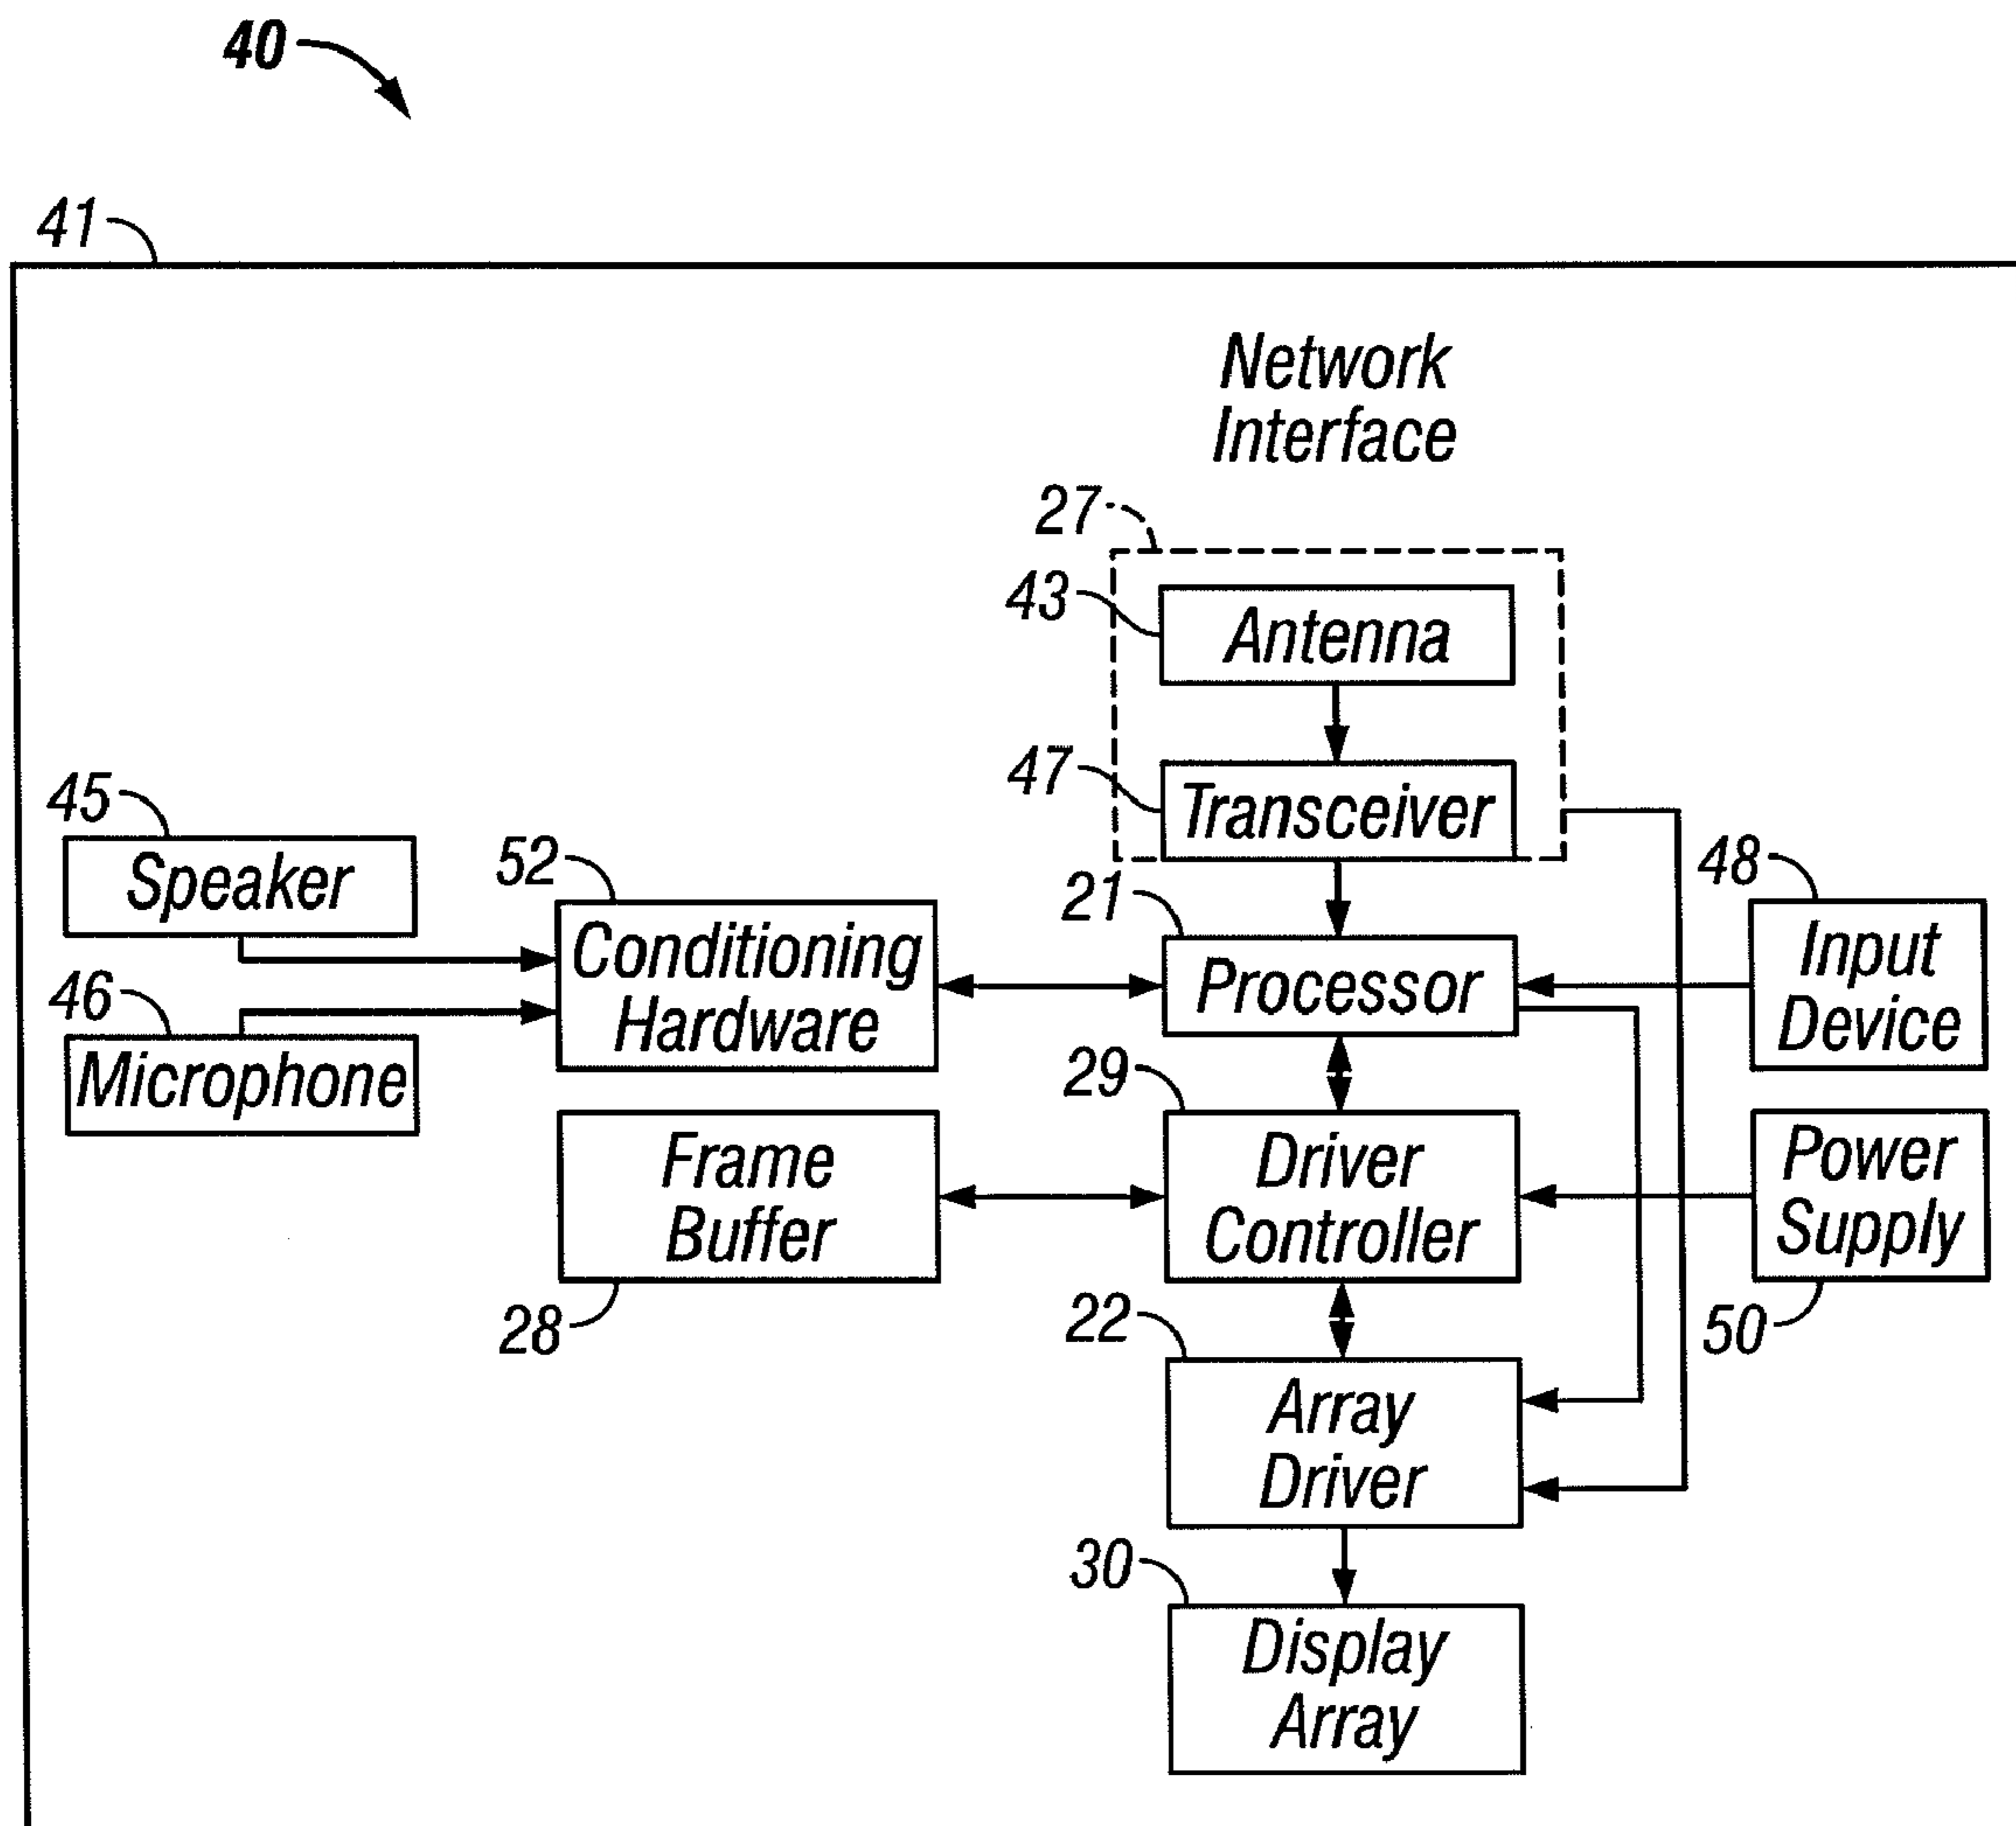 40
41
Network
Interface
27
43
Antenna
47
Transceiver
45
Speaker
52
Conditioning
Hardware
21
Processor
48
Input
Device
46
Microphone
29
Driver
Controller
Frame
Buffer
28
Power
Supply
50
22
Array
Driver
30
Display
Array